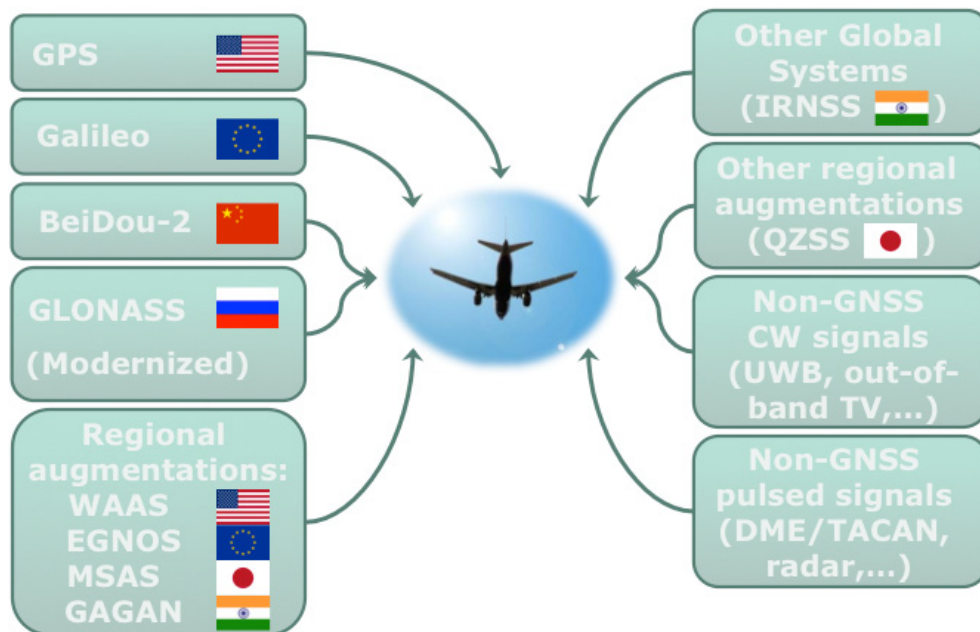 GPS
Galileo
BeiDou-2
GLONASS
(Modernized)
Regional
augmentations:
WAAS
EGNOS
MSAS
GAGAN
Other Global
Systems
(IRNSS )
Other regional
augmentations
(QZSS )
Non-GNSS
CW signals
(UWB, out-of-
band TV,...)
Non-GNSS
pulsed signals
(DME/TACAN,
radar,...)